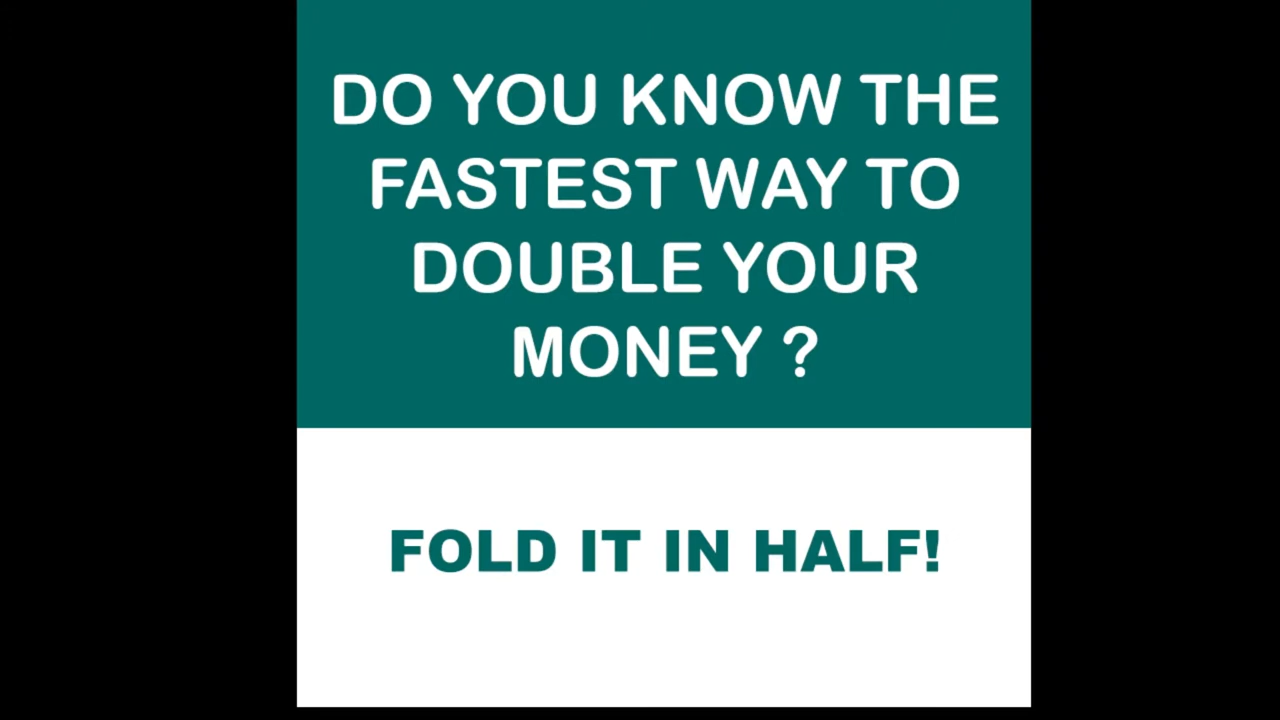 DO YOU KNOW THE
FASTEST WAY TO
DOUBLE YOUR
MONEY ?
FOLD IT IN HALF!